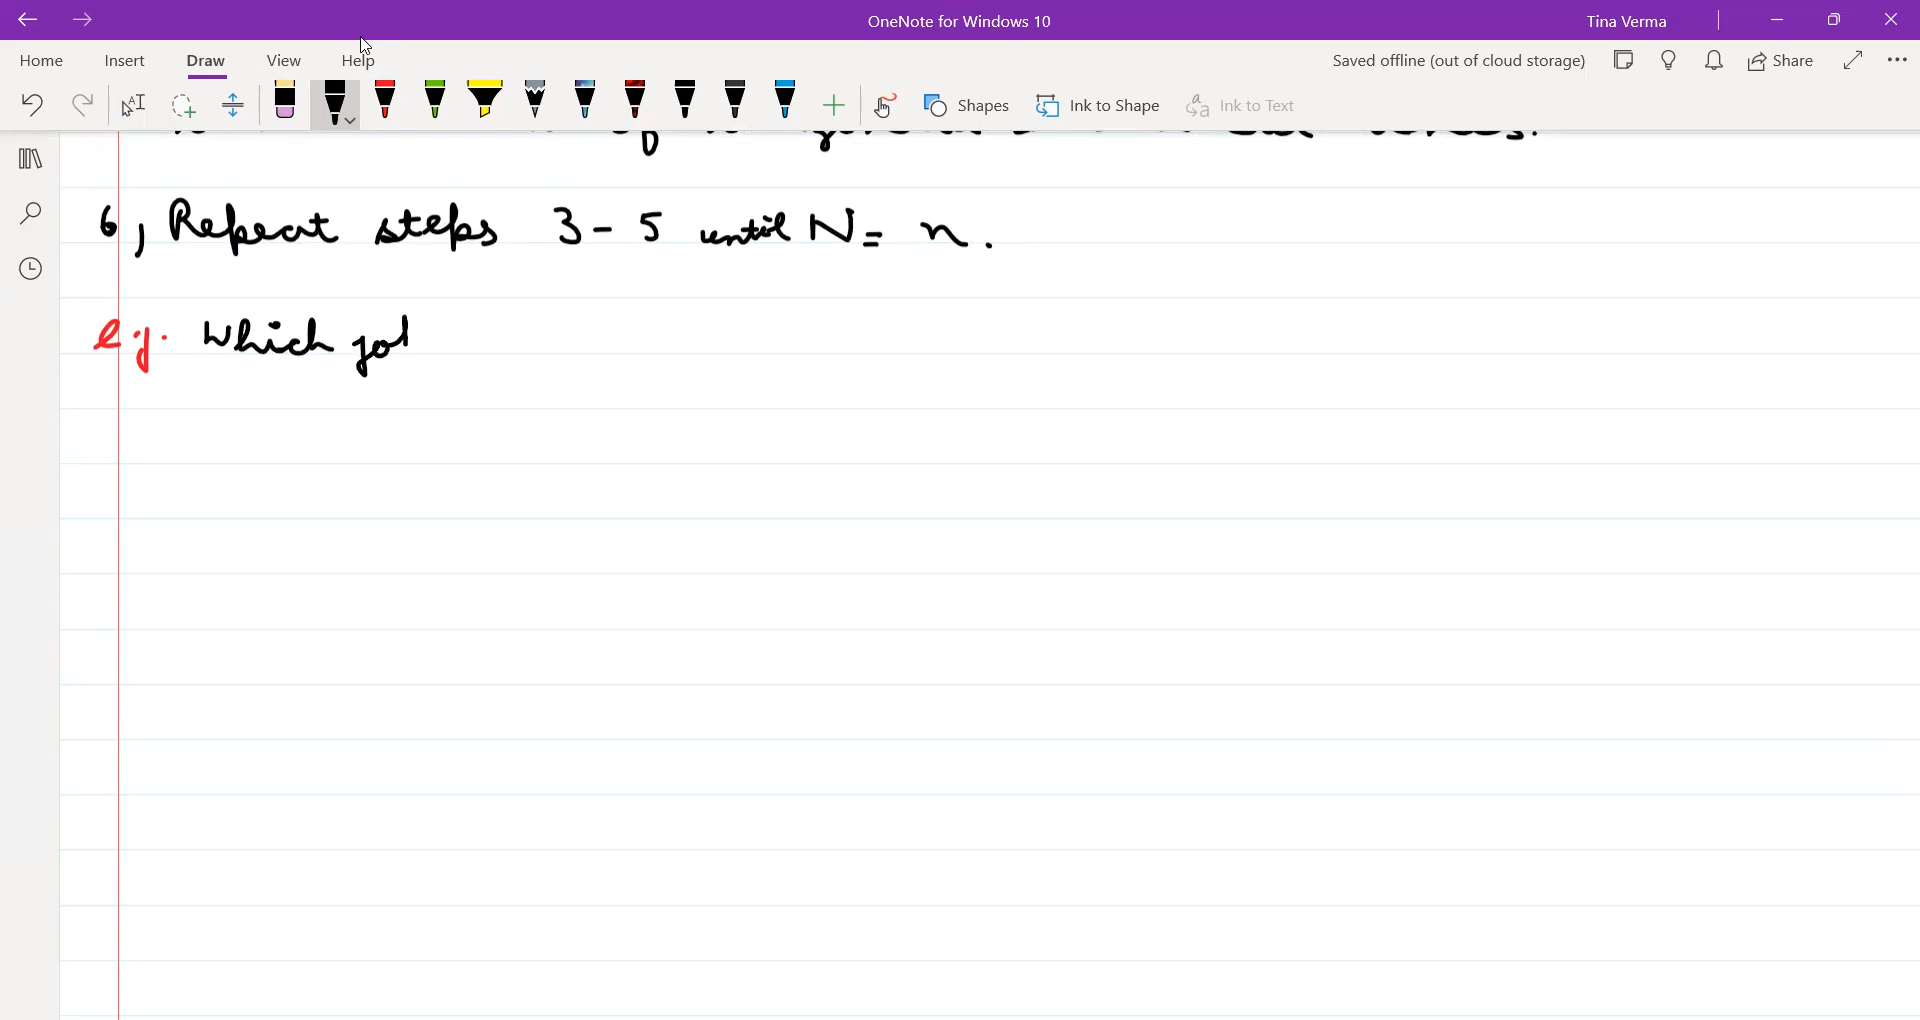 OneNote for Windows 10
Tina Verma
Home Insert Draw View Help
Saved offline (out of cloud storage)
Share
Shapes Ink to Shape Ink to Text
6, Repeat steps 3-5 until N = n.
eg. Which